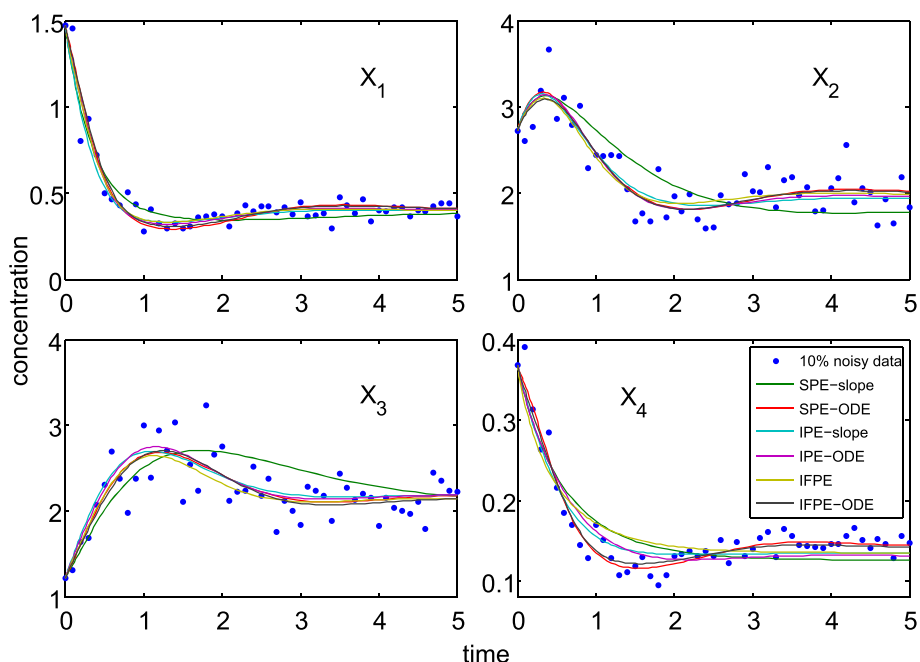 1.5
1
0.5
0
0 1 2 3 4 5
X1
4
3
2
1
0 1 2 3 4 5
X2
concentration
4
3
2
1
0 1 2 3 4 5
X3
0.4
0.3
0.2
0.1
0 1 2 3 4 5
X4
10% noisy data
SPE−slope
SPE−ODE
IPE−slope
IPE−ODE
IFPE
IFPE−ODE
time